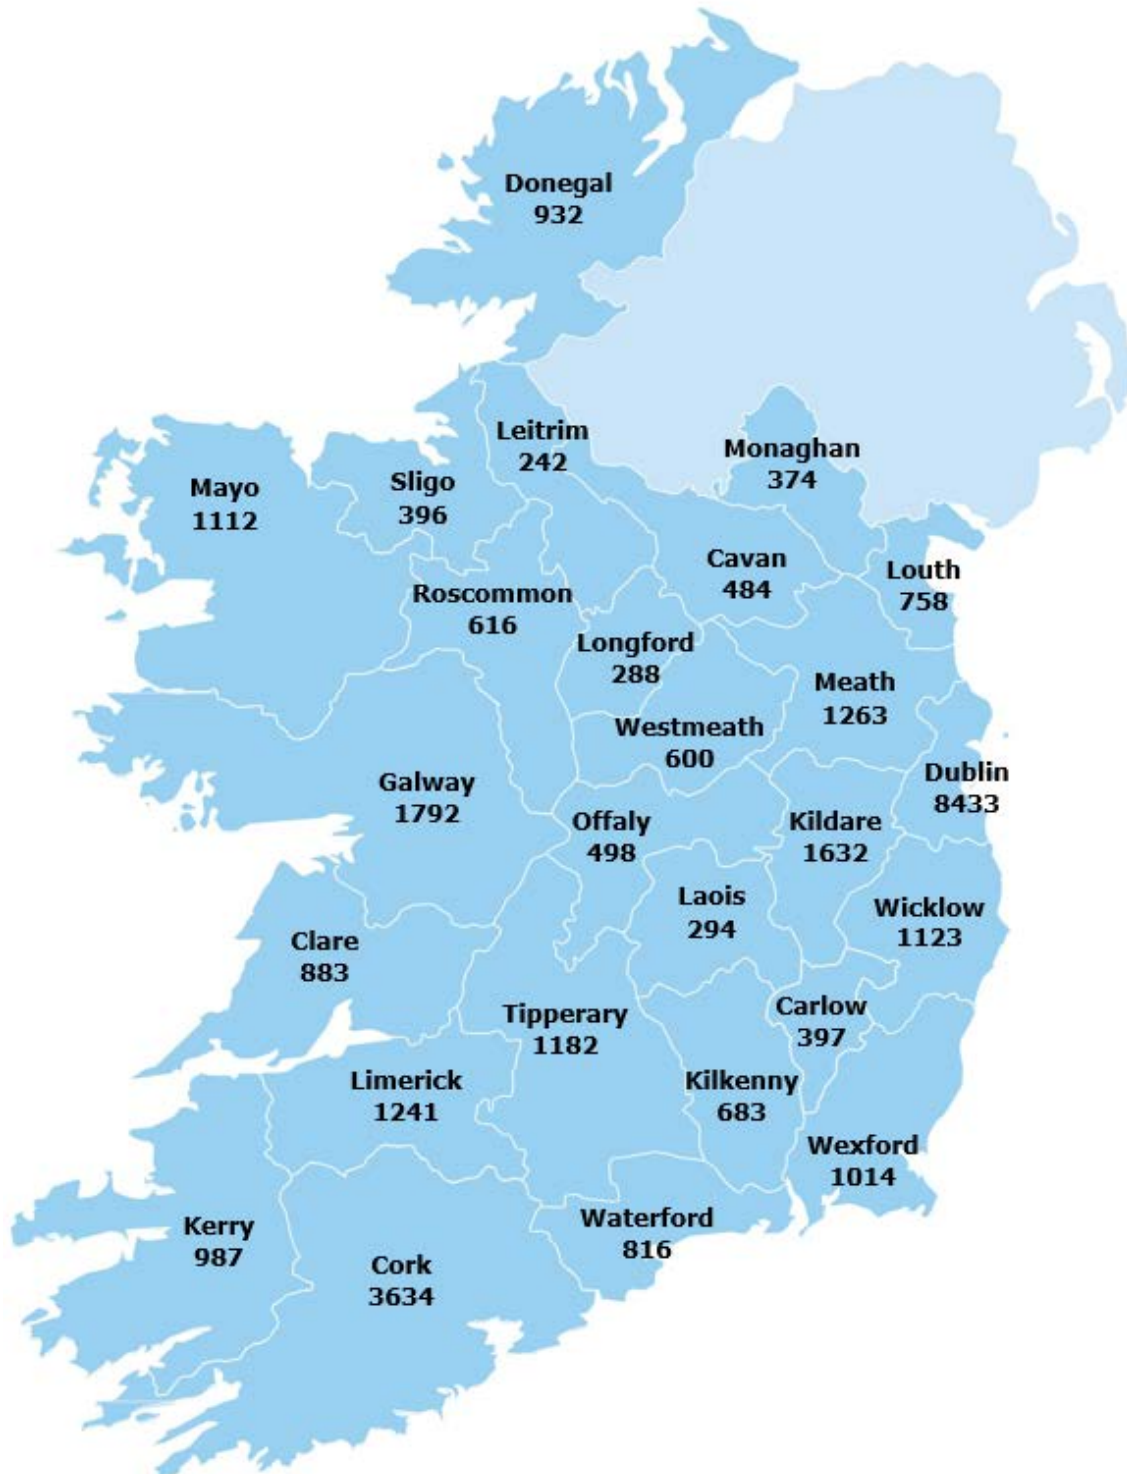 Donegal
932
Leitrim
242
Monaghan
374
Sligo
396
Mayo
1112
Cavan
484
Louth
758
Roscommon
616
Longford
288
Meath
1263
Westmeath
600
Dublin
8433
Galway
1792
Offaly
498
Kildare
1632
Laois
294
Wicklow
1123
Clare
883
Carlow
397
Tipperary
1182
Limerick
1241
Kilkenny
683
Wexford
1014
Waterford
816
Kerry
987
Cork
3634